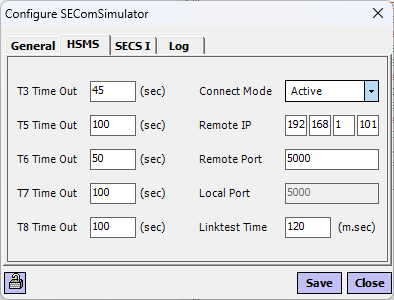 Configure SEComSimulator
General HSMS SECS I Log
T3 Time Out 45 (sec) Connect Mode Active
T5 Time Out 100 (sec) Remote IP 192 168 1 101
T6 Time Out 50 (sec) Remote Port 5000
T7 Time Out 100 (sec) Local Port 5000
T8 Time Out 100 (sec) Linktest Time 120 (m.sec)
Save Close